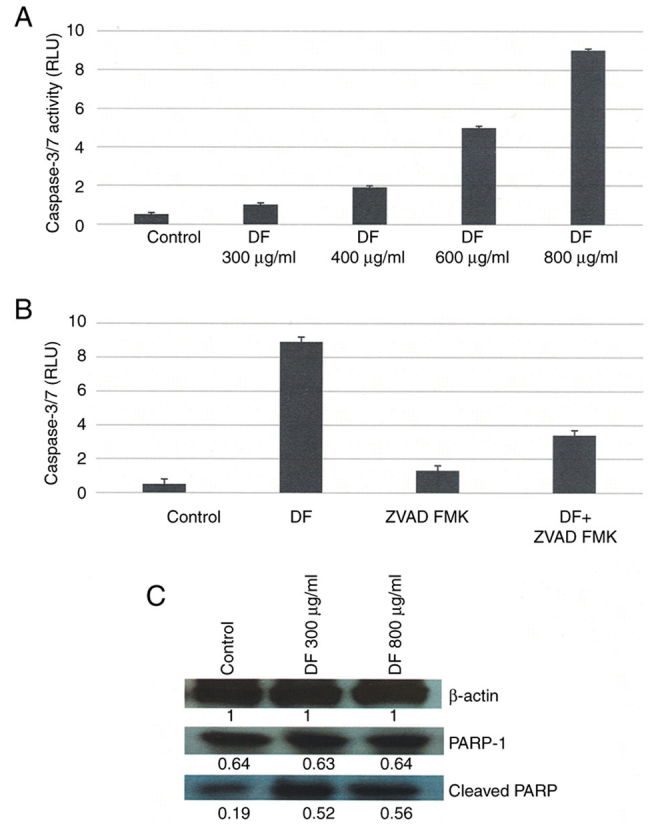 A
Caspase-3/7 activity (RLU)
10
8
6
4
2
0
Control
DF
300 µg/ml
DF
400 µg/ml
DF
600 µg/ml
DF
800 µg/ml
B
Caspase-3/7 (RLU)
10
8
6
4
2
0
Control
DF
ZVAD FMK
DF+
ZVAD FMK
C
Control
DF 300 µg/ml
DF 800 µg/ml
β-actin
1 1 1
PARP-1
0.64 0.63 0.64
Cleaved PARP
0.19 0.52 0.56